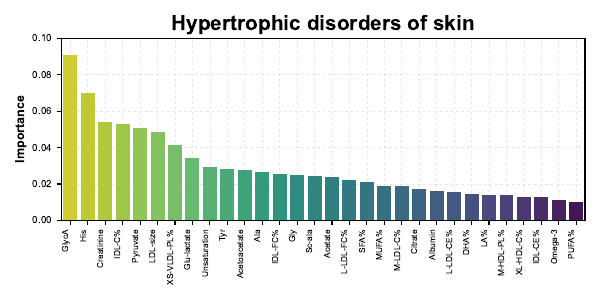 Hypertrophic disorders of skin
Importance
0.10
0.08
0.06
0.04
0.02
0.00
GlycA
His
Creatinine
IDL-C%
Pyruvate
LDL-size
XS-VLDL-PL%
Glu-lactate
Unsaturation
Tyr
Acetoacetate
Ala
IDL-FC%
Gly
Sc-ala
Acetate
L-LDL-FC%
SFA%
MUFA%
M-LDL-C%
Citrate
Albumin
L-LDL-CE%
DHA%
LA%
M-HDL-PL%
XL-HDL-C%
IDL-CE%
Omega-3
PUFA%